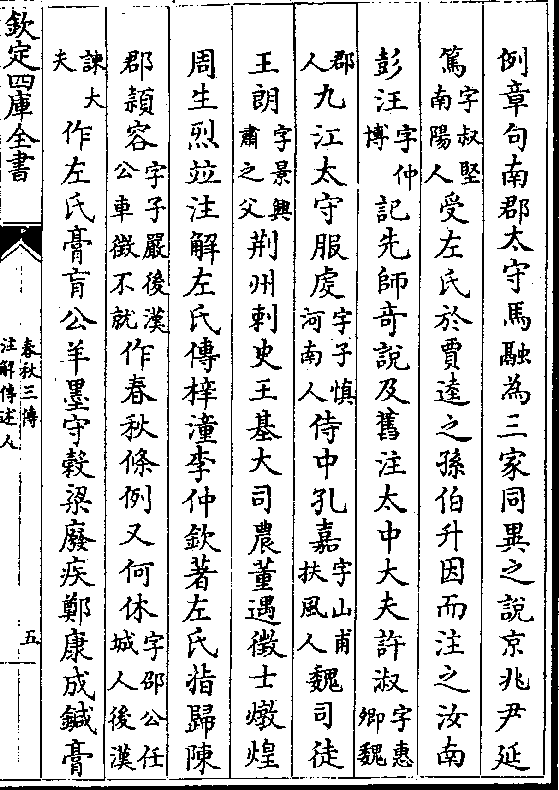 例章句南郡太守馬融為三家同異之說京兆尹延
篤字叔堅南陽人受左氏於賈逵之孫伯升因而注之汝南
彭汪字仲博記先師奇說及舊注太中大夫許淑字惠卿魏
郡人九江太守服虔字子慎河南人侍中孔嘉字山甫扶風人魏司徒
王朗字景興肅之父荆州刺史王基大司農董遇徵士燉煌
周生烈竝注解左氏傳梓潼李仲欽著左氏指歸陳
郡頴容字子嚴後漢公車徵不就作春秋條例又何休字邵公任城人後漢
諫大夫作左氏膏肓公羊墨守榖梁廢疾鄭康成鍼膏
欽定四庫全書
春秋三傳
注解傳述人
五